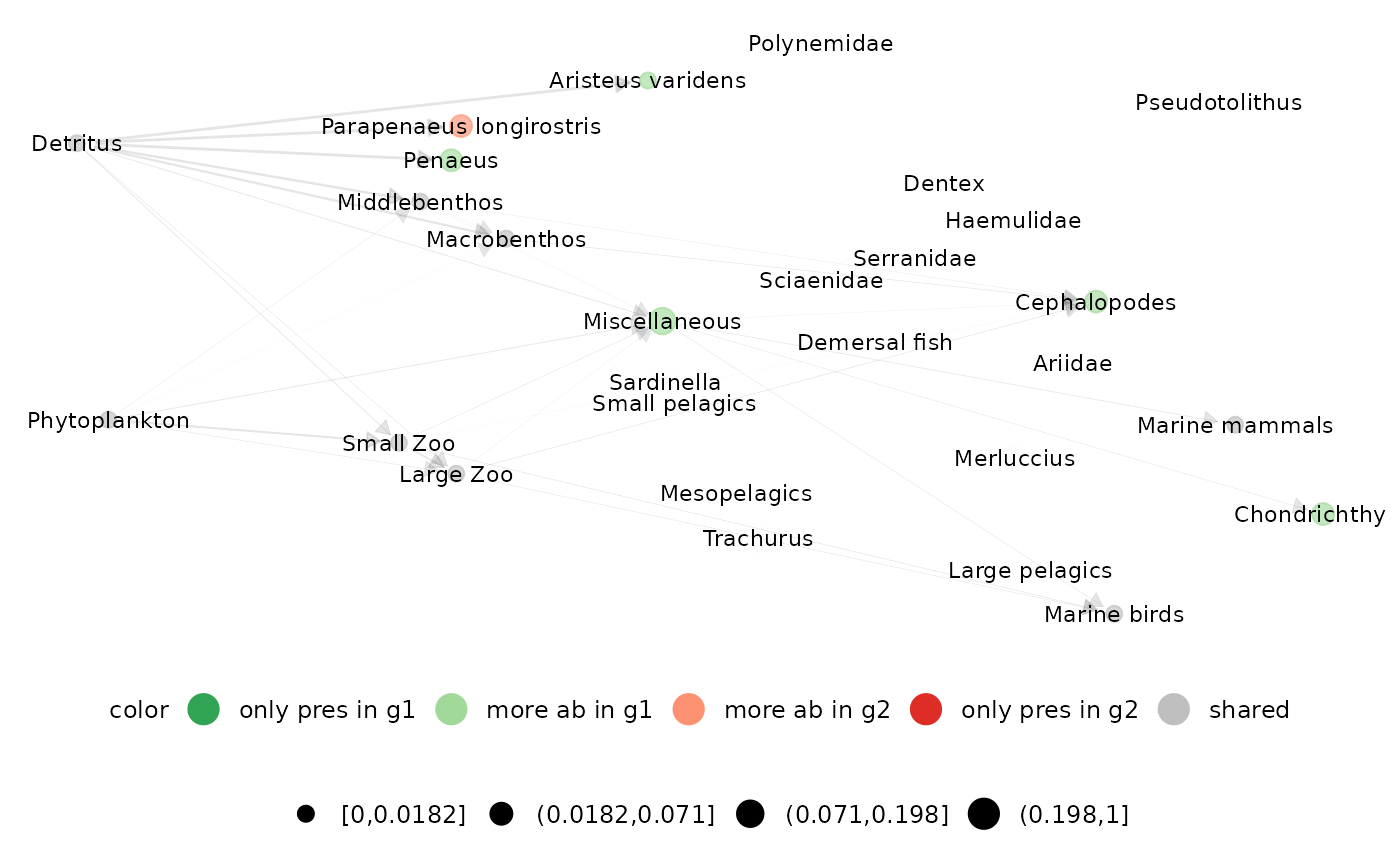 Polynemidae
Aristeus varidens
Pseudotolithus
Parapenaeus longirostris
Detritus
Penaeus
Dentex
Middlebenthos
Haemulidae
Macrobenthos
Serranidae
Sciaenidae
Cephalopodes
Miscellaneous
Demersal fish
Ariidae
Sardinella
Small pelagics
Phytoplankton
Marine mammals
Small Zoo
Merluccius
Large Zoo
Mesopelagics
Chondrichthy
Trachurus
Large pelagics
Marine birds
color only pres in g1 more ab in g1 more ab in g2 only pres in g2 shared
[0,0.0182] (0.0182,0.071] (0.071,0.198] (0.198,1]